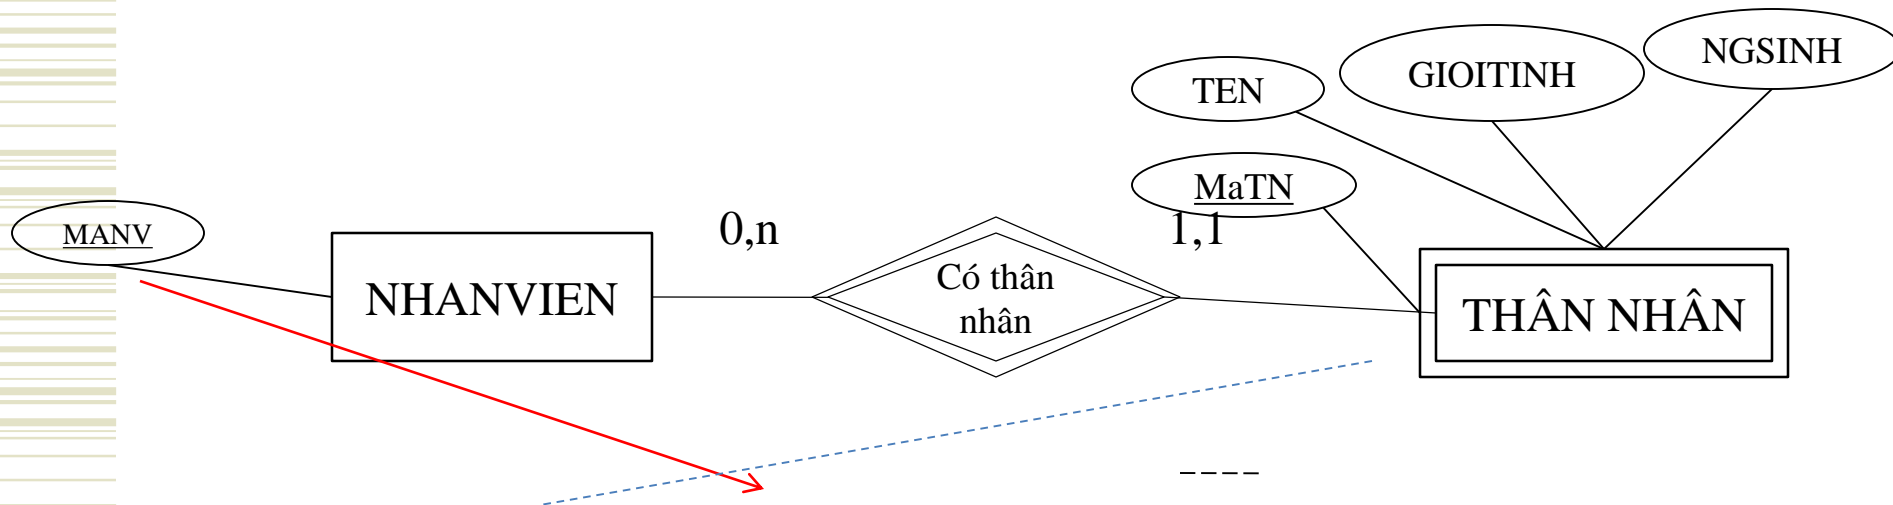 NGSINH
GIOITINH
TEN
MaTN
MANV
0,n
1,1
NHANVIEN
Có thân
nhân
THÂN NHÂN